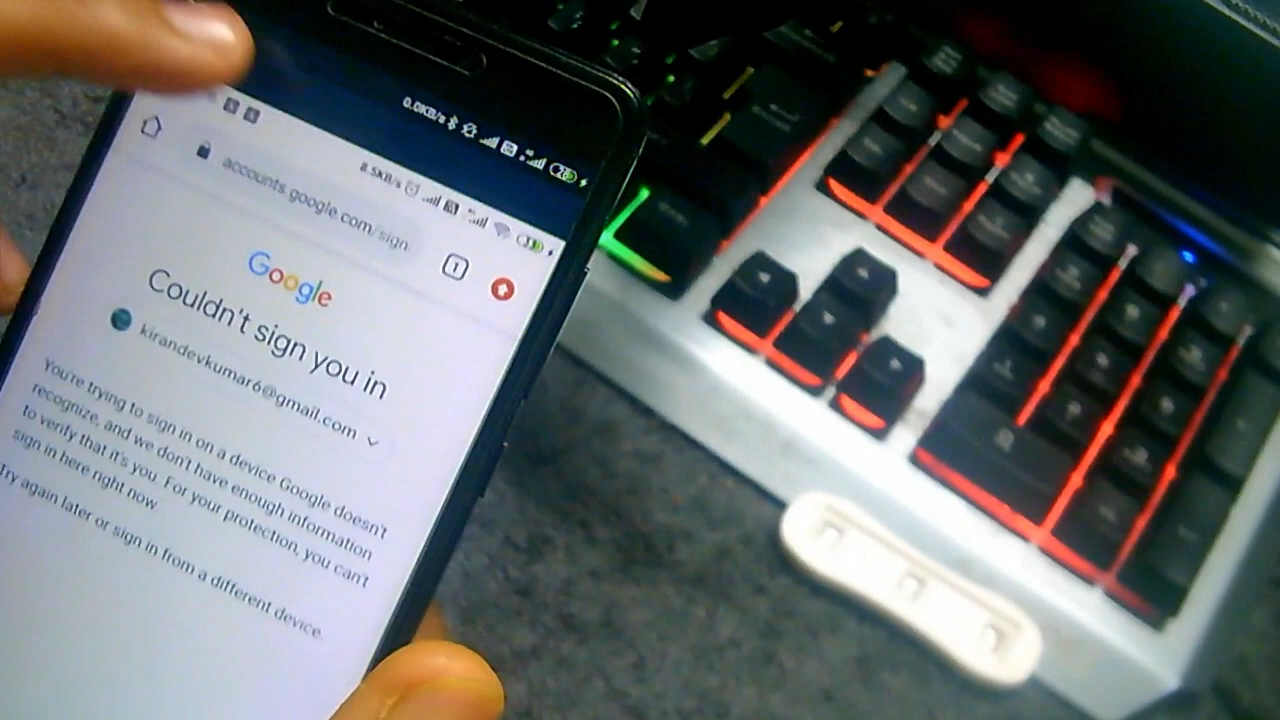 0.0KB/s
28
8.5KB/s
accounts.google.com/sign
1
Google
Couldn't sign you in
kirandevkumar6@gmail.com
You're trying to sign in on a device Google doesn't
recognize, and we don't have enough information
to verify that it's you. For your protection, you can't
sign in here right now
Try again later or sign in from a different device.